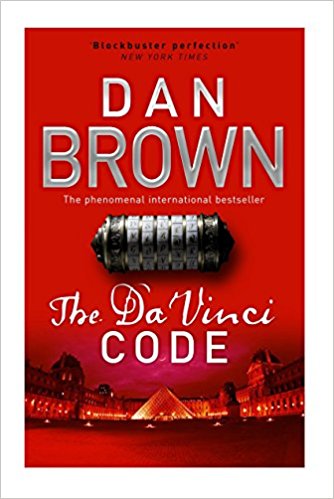 'Blockbuster perfection'
NEW YORK TIMES
DAN
BROWN
The phenomenal international bestseller
The Da Vinci
CODE